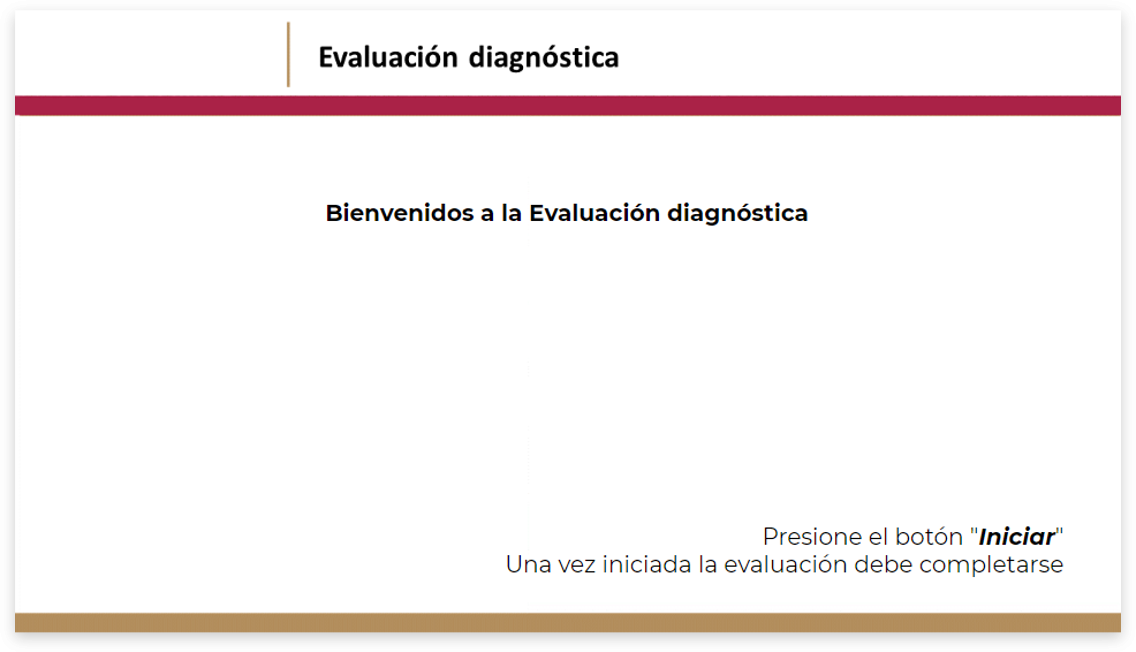 Evaluación diagnóstica
Bienvenidos a la Evaluación diagnóstica
Presione el botón "Iniciar"
Una vez iniciada la evaluación debe completarse